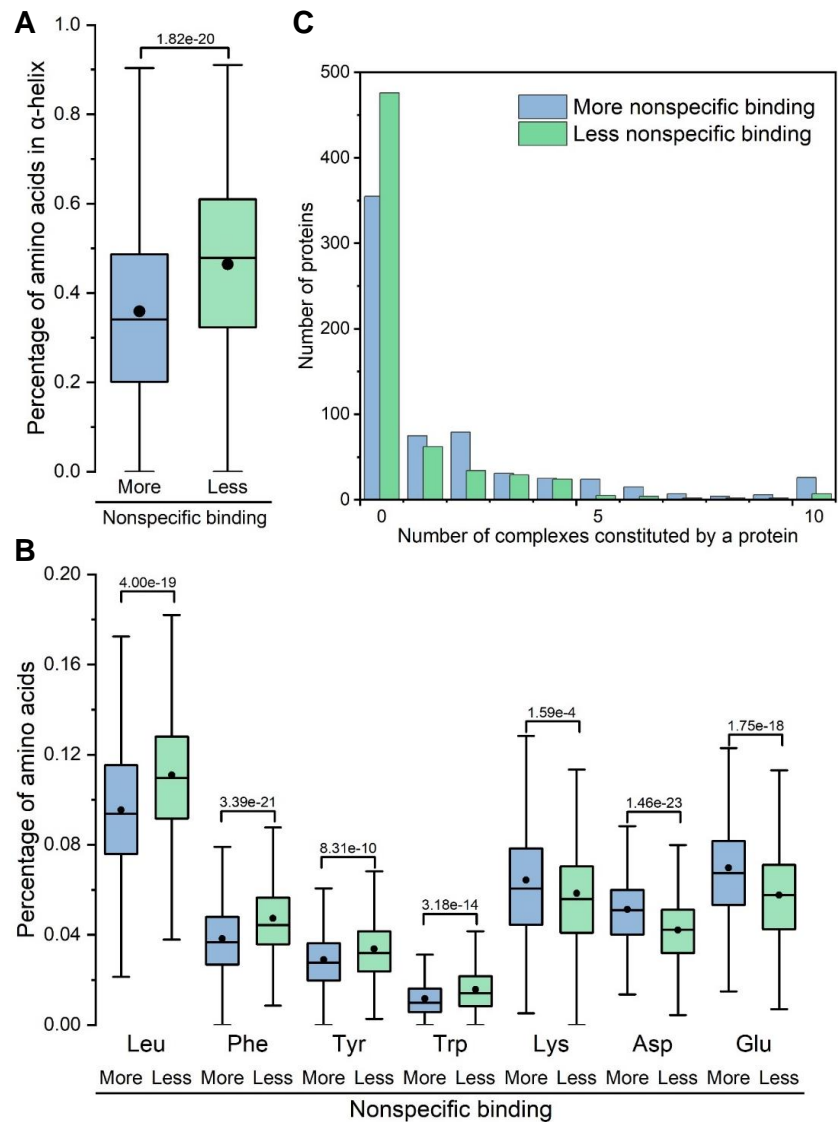 A
Percentage of amino acids in α-helix
1.0
0.8
0.6
0.4
0.2
0.0
1.82e-20
More Less
Nonspecific binding
C
Number of proteins
500
400
300
200
100
0
More nonspecific binding
Less nonspecific binding
0 5 10
Number of complexes constituted by a protein
B
Percentage of amino acids
0.20
0.16
0.12
0.08
0.04
0.00
4.00e-19
3.39e-21
8.31e-10
3.18e-14
1.59e-4
1.46e-23
1.75e-18
Leu Phe Tyr Trp Lys Asp Glu
More Less More Less More Less More Less More Less More Less More Less
Nonspecific binding